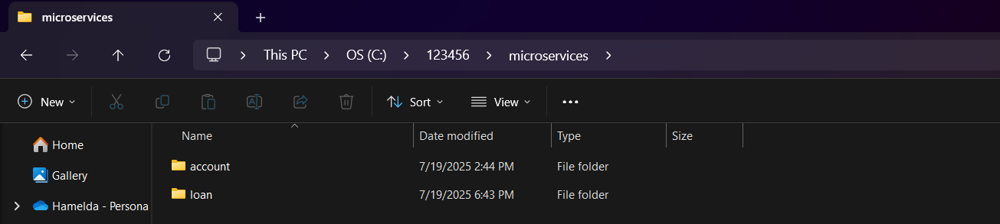 microservices
This PC OS (C:) 123456 microservices
New Sort View
Name Date modified Type Size
Home
account 7/19/2025 2:44 PM File folder
Gallery
loan 7/19/2025 6:43 PM File folder
Hamelda - Persona